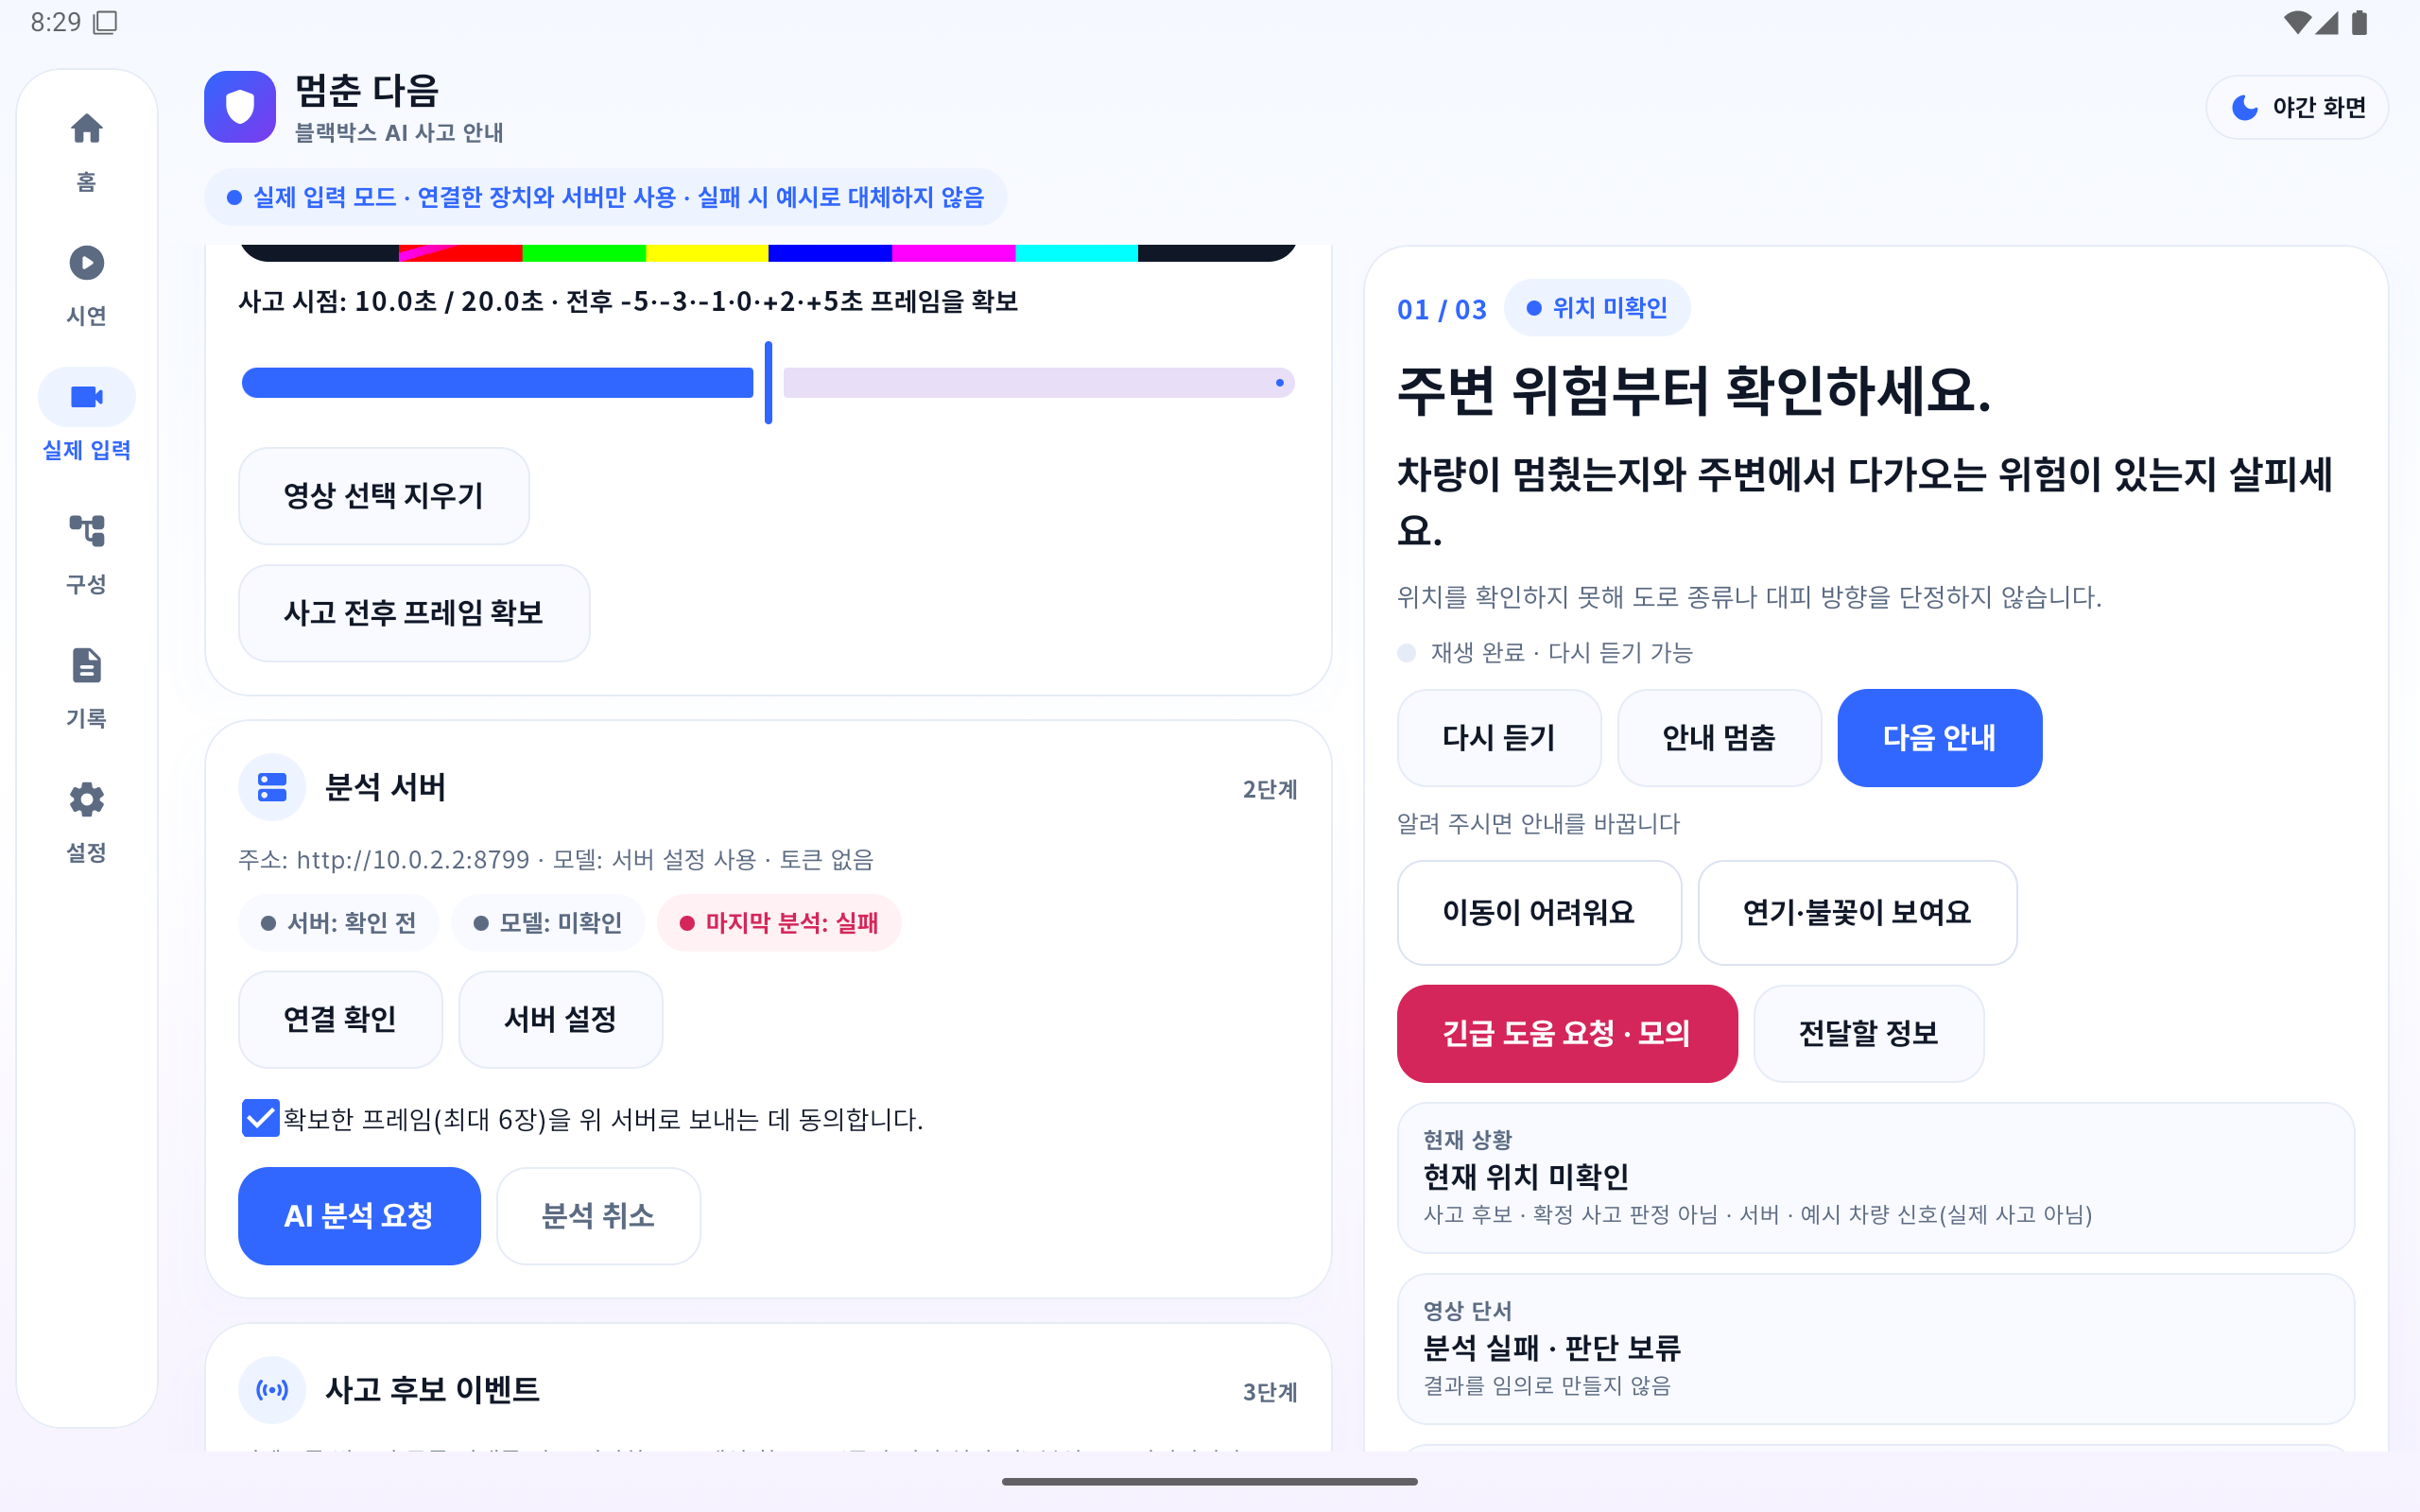 8:29
멈춘 다음
블랙박스 AI 사고 안내
야간 화면
실제 입력 모드 · 연결한 장치와 서버만 사용 · 실패 시 예시로 대체하지 않음
홈
시연
실제 입력
구성
기록
설정
사고 시점: 10.0초 / 20.0초 · 전후 -5·-3·-1·0·+2·+5초 프레임을 확보
영상 선택 지우기
사고 전후 프레임 확보
분석 서버
2단계
주소: http://10.0.2.2:8799 · 모델: 서버 설정 사용 · 토큰 없음
서버: 확인 전
모델: 미확인
마지막 분석: 실패
연결 확인
서버 설정
확보한 프레임(최대 6장)을 위 서버로 보내는 데 동의합니다.
AI 분석 요청
분석 취소
사고 후보 이벤트
3단계
01 / 03
위치 미확인
주변 위험부터 확인하세요.
차량이 멈췄는지와 주변에서 다가오는 위험이 있는지 살피세
요.
위치를 확인하지 못해 도로 종류나 대피 방향을 단정하지 않습니다.
재생 완료 · 다시 듣기 가능
다시 듣기
안내 멈춤
다음 안내
알려 주시면 안내를 바꿉니다
이동이 어려워요
연기·불꽃이 보여요
긴급 도움 요청 · 모의
전달할 정보
현재 상황
현재 위치 미확인
사고 후보 · 확정 사고 판정 아님 · 서버 · 예시 차량 신호(실제 사고 아님)
영상 단서
분석 실패 · 판단 보류
결과를 임의로 만들지 않음